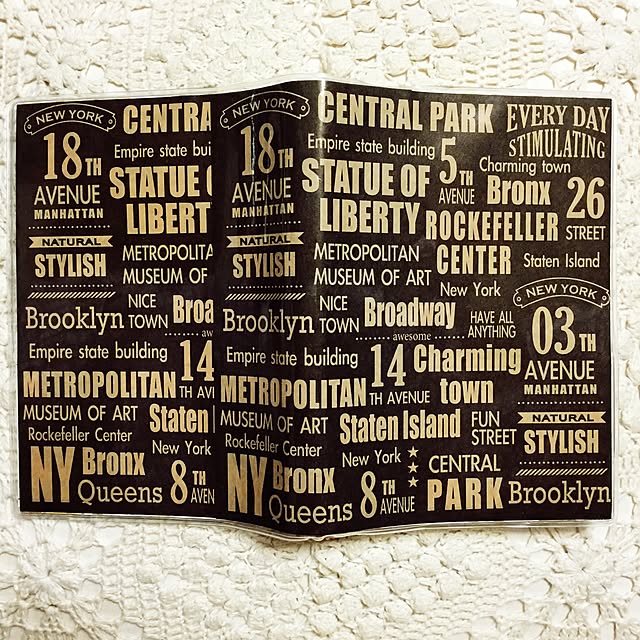 NEW YORK
18TH
AVENUE
MANHATTAN
NATURAL
STYLISH
Brooklyn
Empire state building
METROPOLITAN
MUSEUM OF ART
Rockefeller Center
NY Bronx
Queens
CENTRA
Empire state bui
STATUE
LIBERT
METROPOLITA
MUSEUM OF
NICE
TOWN
Broa
aw
14
TH AV
Staten
New York
8TH
AVEN
NEW YORK
18TH
AVENUE
MANHATTAN
NATURAL
STYLISH
Brooklyn
Empire state building
METROPOLITAN
MUSEUM OF ART
Rockefeller Center
NY Bronx
Queens
CENTRAL PARK
Empire state building
STATUE OF
LIBERTY
5TH
AVENUE
METROPOLITAN
MUSEUM OF ART
NICE
TOWN
Broadway
awesome
14
TH AVENUE
Charming
town
Staten Island
New York
8TH
AVENUE
EVERY DAY
STIMULATING
Charming town
Bronx
26
STREET
ROCKEFELLER
CENTER
Staten Island
New York
HAVE ALL
ANYTHING
NEW YORK
03TH
AVENUE
MANHATTAN
FUN
STREET
NATURAL
STYLISH
CENTRAL
PARK
Brooklyn